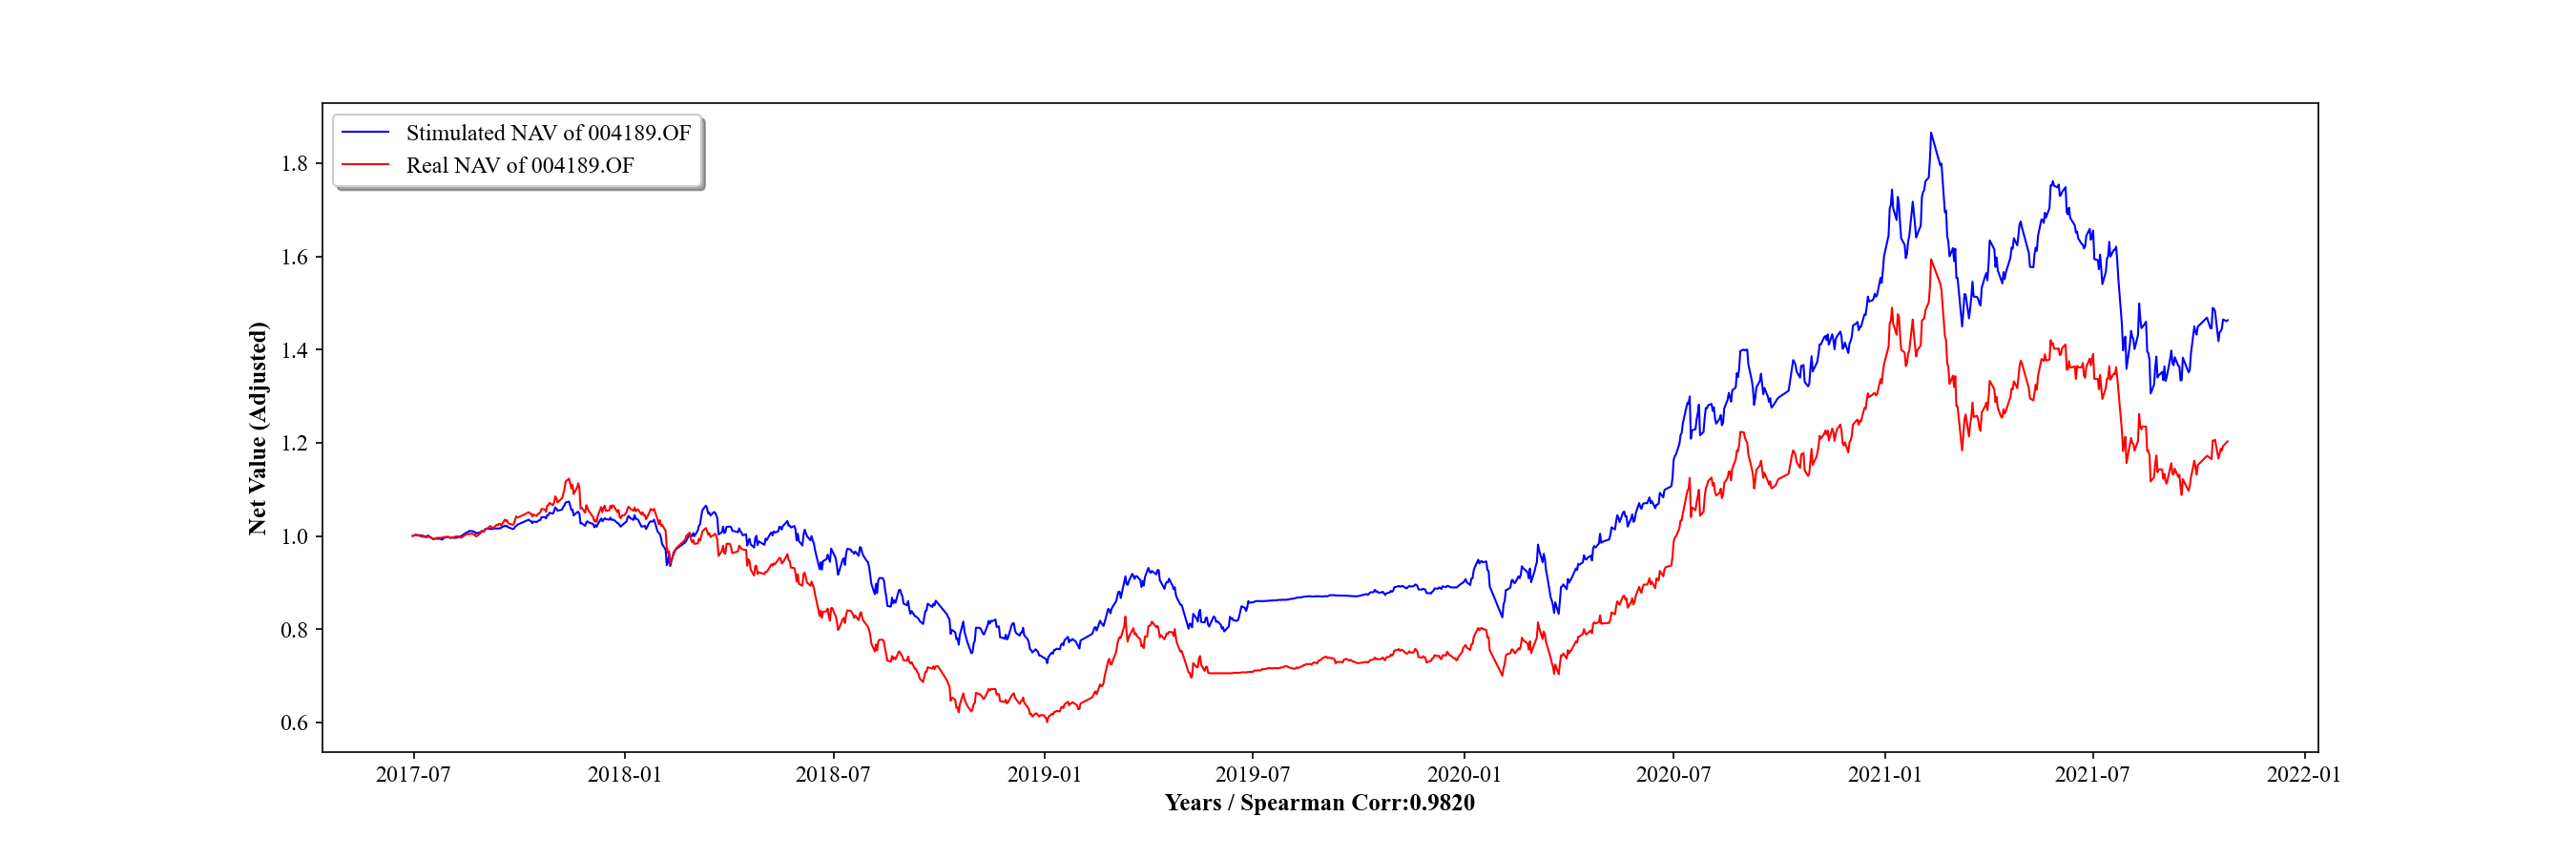 Stimulated NAV of 004189.OF
Real NAV of 004189.OF
1.8
1.6
1.4
1.2
1.0
0.8
0.6
Net Value (Adjusted)
2017-07 2018-01 2018-07 2019-01 2019-07 2020-01 2020-07 2021-01 2021-07 2022-01
Years / Spearman Corr:0.9820